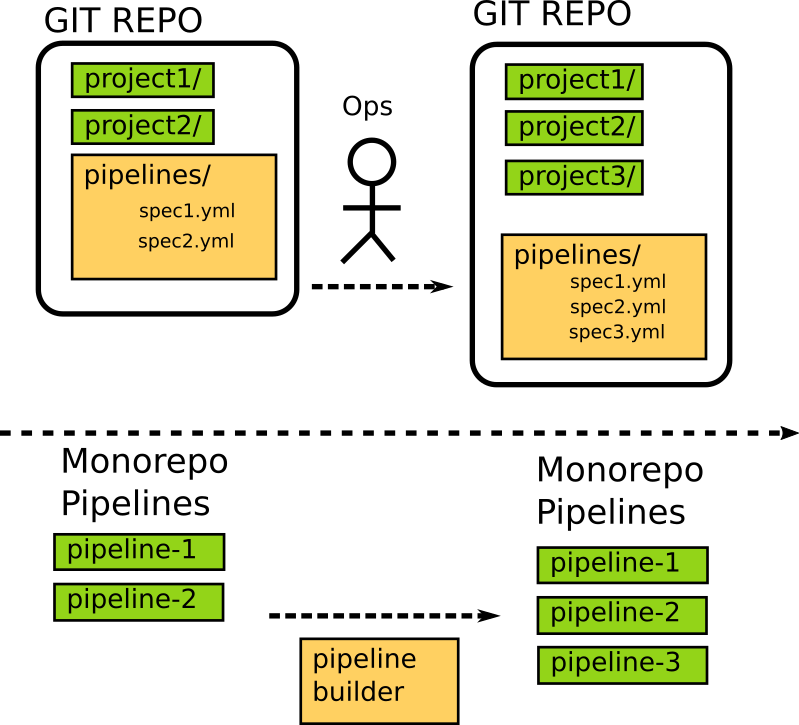 GIT REPO
project1/
project2/
pipelines/
spec1.yml
spec2.yml
Ops
GIT REPO
project1/
project2/
project3/
pipelines/
spec1.yml
spec2.yml
spec3.yml
Monorepo
Pipelines
pipeline-1
pipeline-2
pipeline
builder
Monorepo
Pipelines
pipeline-1
pipeline-2
pipeline-3